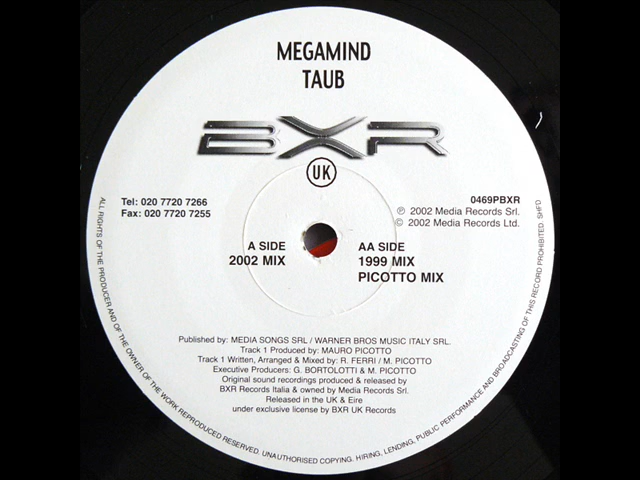 MEGAMIND
TAUB
BXR
UK
Tel: 020 7720 7266
Fax: 020 7720 7255
0469PBXR
℗ 2002 Media Records Srl.
© 2002 Media Records Ltd.
A SIDE
2002 MIX
AA SIDE
1999 MIX
PICOTTO MIX
Published by: MEDIA SONGS SRL / WARNER BROS MUSIC ITALY SRL.
Track 1 Produced by: MAURO PICOTTO
Track 1 Written, Arranged & Mixed by: R. FERRI / M. PICOTTO
Executive Producers: G. BORTOLOTTI & M. PICOTTO
Original sound recordings produced & released by
BXR Records Italia & owned by Media Records Srl.
Released in the UK & Eire
under exclusive license by BXR UK Records
ALL RIGHTS OF THE PRODUCER AND OF THE OWNER OF THE WORK REPRODUCED RESERVED. UNAUTHORISED COPYING. HIRING, LENDING, PUBLIC PERFORMANCE AND BROADCASTING OF THIS RECORD PROHIBITED. SHFD